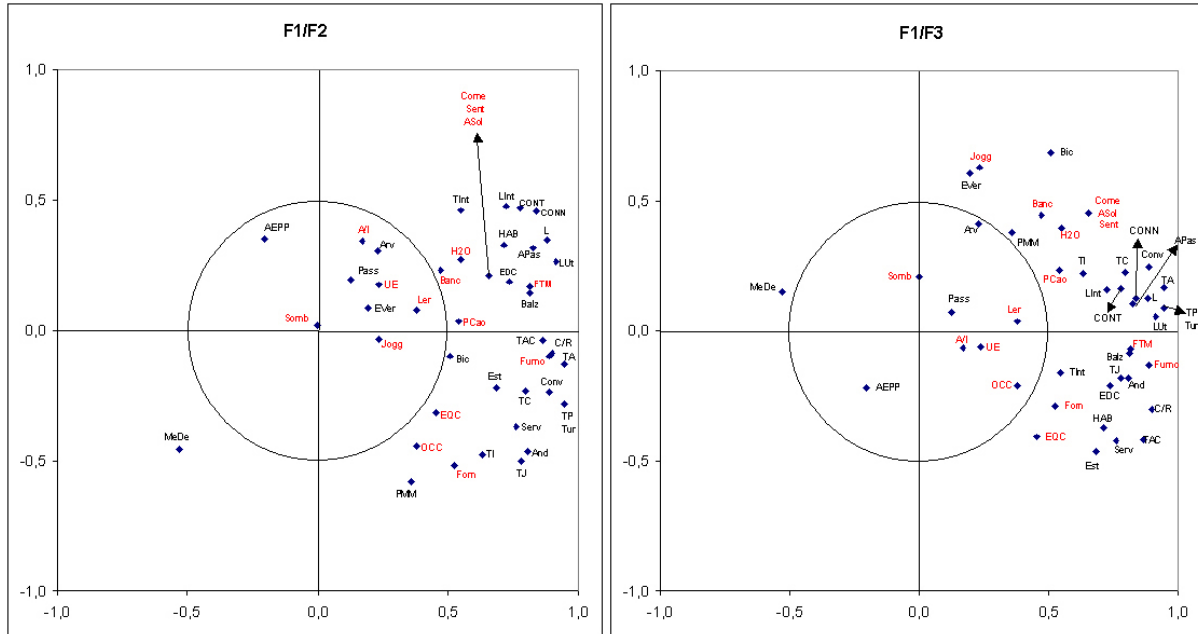 F1/F2
1,0
Come
Sent
ASol
TInt
LInt
CONT
CONN
0,5
AEPP
A/I
Arv
HAB
L
H2O
APas
LUt
Pass
UE
Banc
EDC
FTM
EVer
Ler
Balz
Somb
PCao
0,0
Jogg
TAC
C/R
Bic
Fumo
TA
Est
TC
Conv
EQC
TP
Tur
Serv
MeDe
OCC
TI
And
-0,5
Forn
TJ
PMM
-1,0
-1,0
-0,5
0,0
0,5
1,0
F1/F3
1,0
Jogg
Bic
EVer
Banc
Come
ASol
Sent
0,5
Arv
PMM
H2O
CONN
APas
Somb
PCao
TI
TC
Conv
MeDe
LInt
TA
Pass
Ler
CONT
L
LUt
TP
Tur
0,0
A/I
UE
FTM
Balz
Fumo
AEPP
OCC
TInt
TJ
And
EDC
Forn
C/R
HAB
EQC
Serv
TAC
Est
-0,5
-1,0
-1,0
-0,5
0,0
0,5
1,0